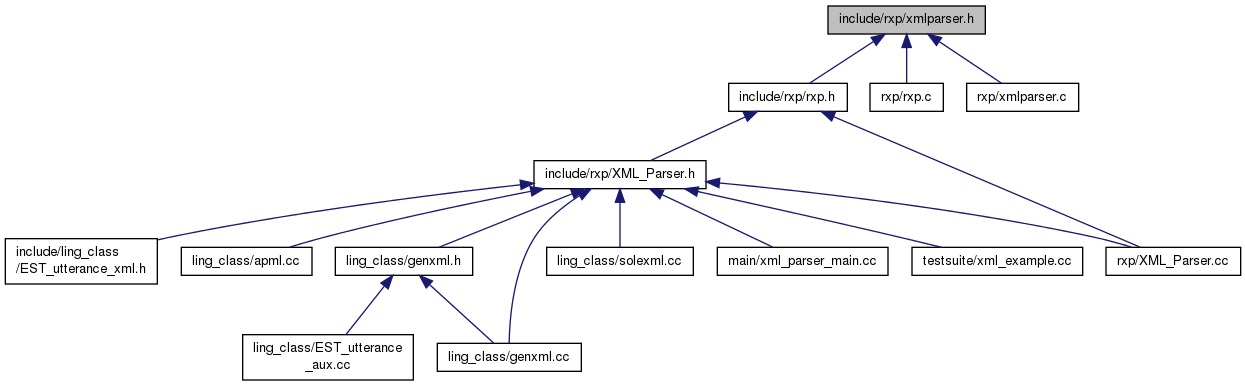 include/rxp/xmlparser.h
include/rxp/rxp.h
rxp/rxp.c
rxp/xmlparser.c
include/rxp/XML_Parser.h
include/ling_class
/EST_utterance_xml.h
ling_class/apml.cc
ling_class/genxml.h
ling_class/solexml.cc
main/xml_parser_main.cc
testsuite/xml_example.cc
rxp/XML_Parser.cc
ling_class/EST_utterance
_aux.cc
ling_class/genxml.cc